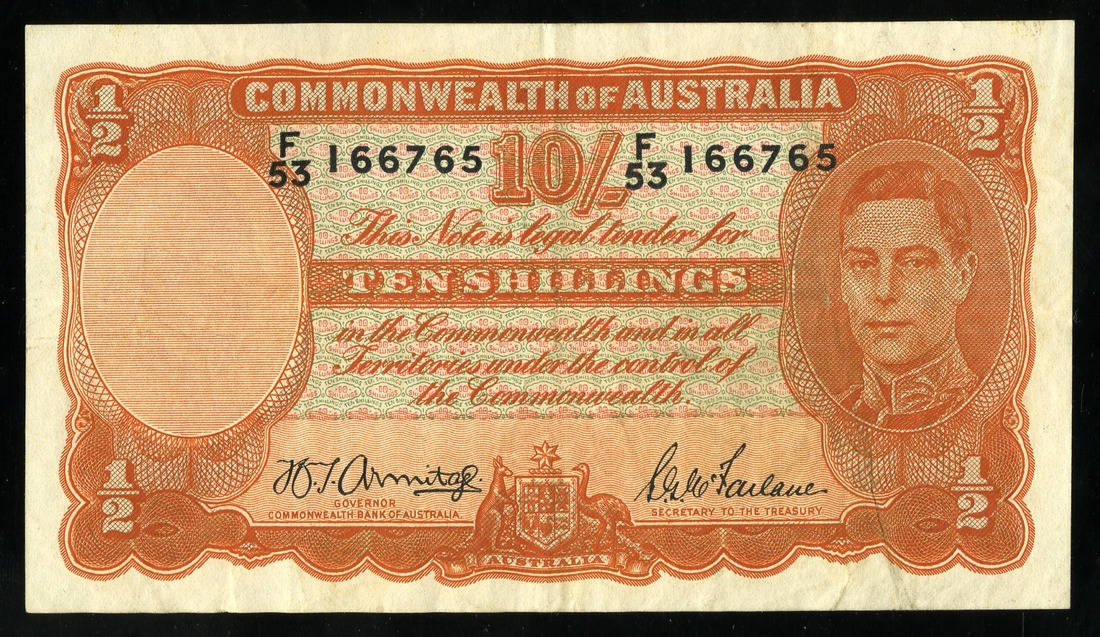 1/2 1/2
COMMONWEALTH OF AUSTRALIA
F/53 166765 10/- F/53 166765
This Note is legal tender for
TEN SHILLINGS
in the Commonwealth and in all
Territories under the control of
the Commonwealth.
H. T. Armitage. S. G. McFarlane
GOVERNOR
COMMONWEALTH BANK OF AUSTRALIA. SECRETARY TO THE TREASURY.
1/2 1/2
AUSTRALIA